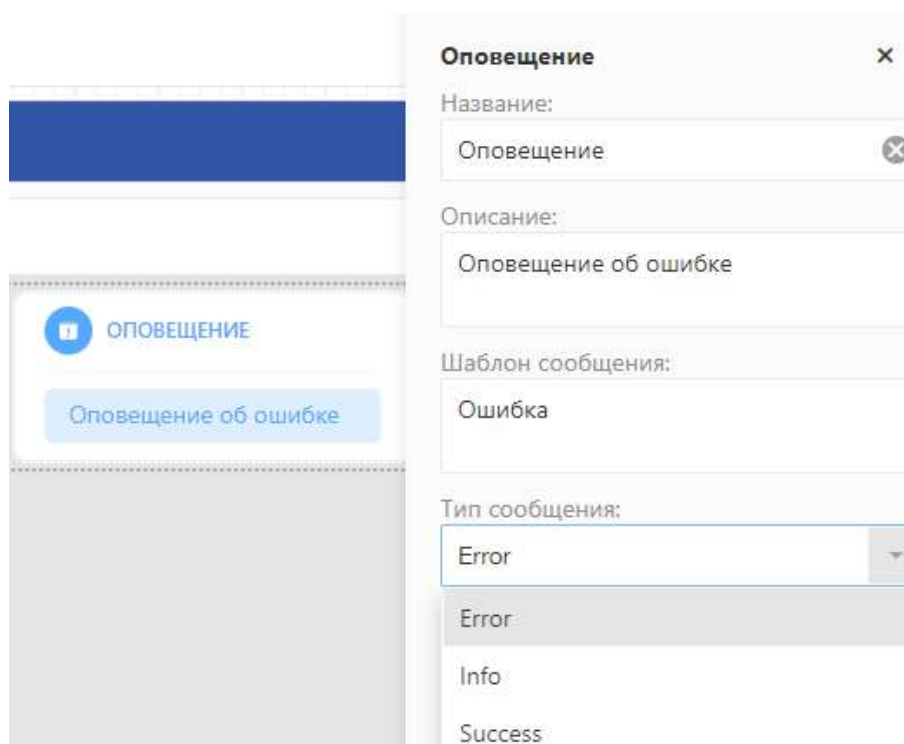 Оповещение
Название:
Оповещение
Описание:
Оповещение об ошибке
ОПОВЕЩЕНИЕ
Оповещение об ошибке
Шаблон сообщения:
Ошибка
Тип сообщения:
Error
Error
Info
Success